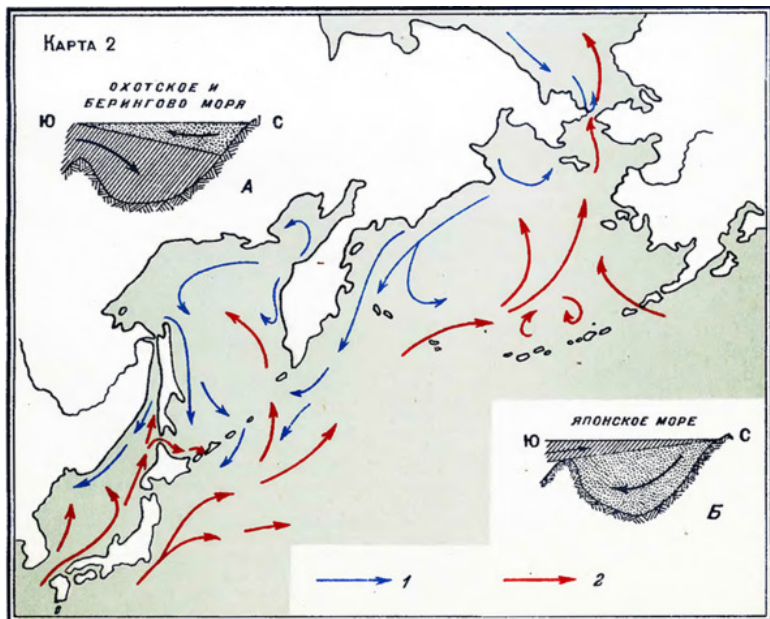 Карта 2
ОХОТСКОЕ И
БЕРИНГОВО МОРЯ
Ю
С
А
ЯПОНСКОЕ МОРЕ
Ю
С
Б
1
2